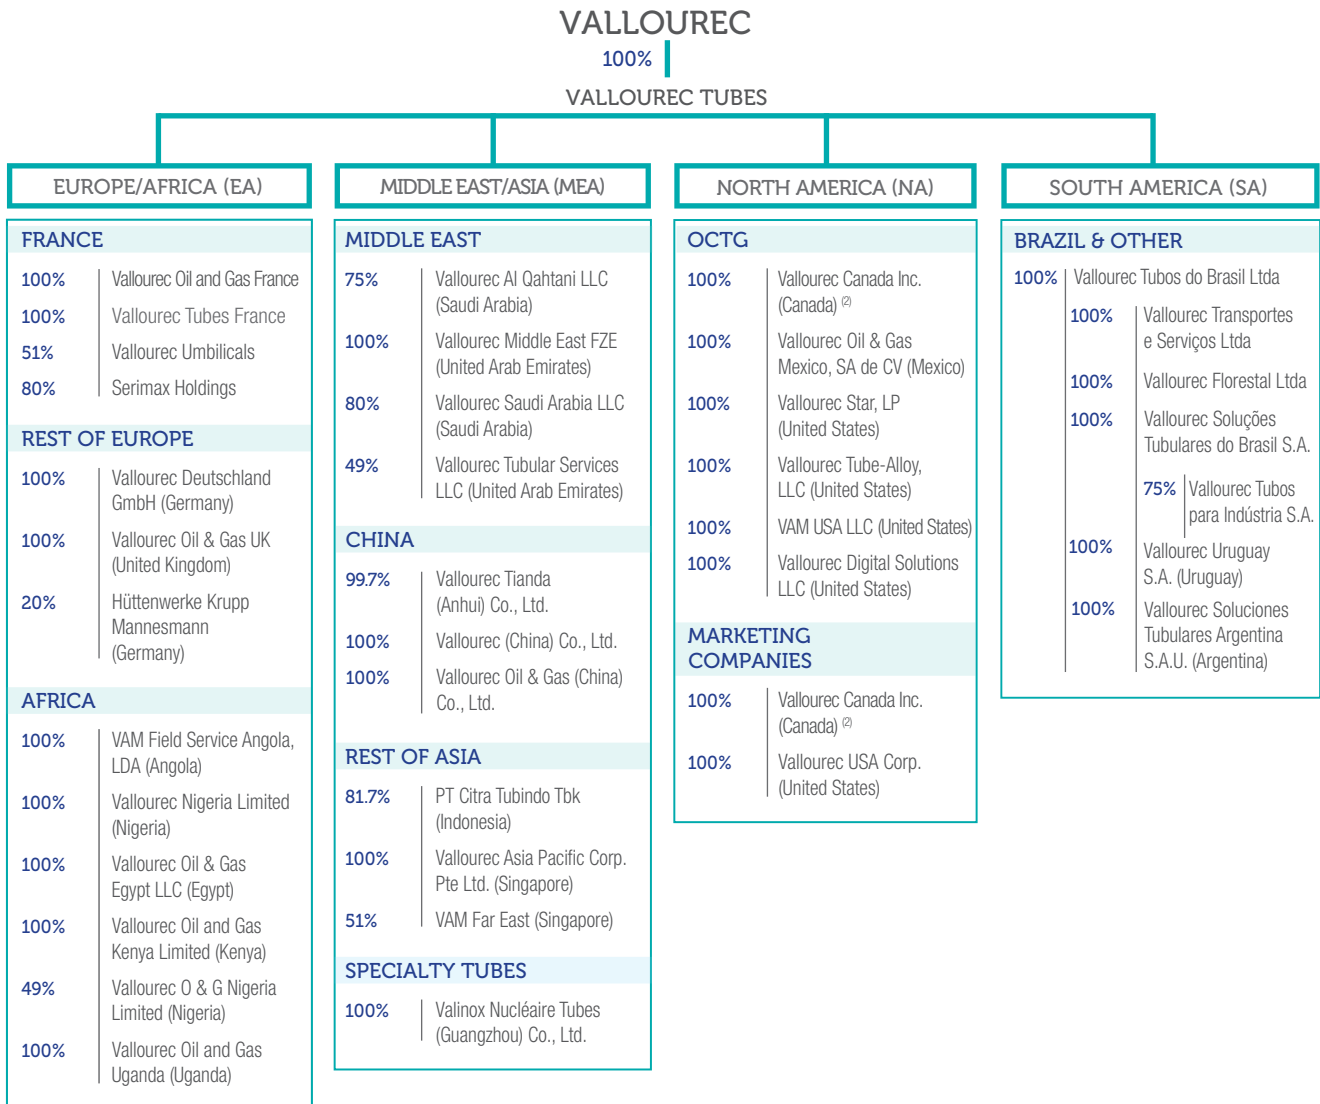 VALLOUREC
100%
VALLOUREC TUBES
EUROPE/AFRICA (EA)
FRANCE
100% Vallourec Oil and Gas France
100% Vallourec Tubes France
51% Vallourec Umbilicals
80% Serimax Holdings
REST OF EUROPE
100% Vallourec Deutschland
GmbH (Germany)
100% Vallourec Oil & Gas UK
(United Kingdom)
20% Hüttenwerke Krupp
Mannesmann
(Germany)
AFRICA
100% VAM Field Service Angola,
LDA (Angola)
100% Vallourec Nigeria Limited
(Nigeria)
100% Vallourec Oil & Gas
Egypt LLC (Egypt)
100% Vallourec Oil and Gas
Kenya Limited (Kenya)
49% Vallourec O & G Nigeria
Limited (Nigeria)
100% Vallourec Oil and Gas
Uganda (Uganda)
MIDDLE EAST/ASIA (MEA)
MIDDLE EAST
75% Vallourec Al Qahtani LLC
(Saudi Arabia)
100% Vallourec Middle East FZE
(United Arab Emirates)
80% Vallourec Saudi Arabia LLC
(Saudi Arabia)
49% Vallourec Tubular Services
LLC (United Arab Emirates)
CHINA
99.7% Vallourec Tianda
(Anhui) Co., Ltd.
100% Vallourec (China) Co., Ltd.
100% Vallourec Oil & Gas (China)
Co., Ltd.
REST OF ASIA
81.7% PT Citra Tubindo Tbk
(Indonesia)
100% Vallourec Asia Pacific Corp.
Pte Ltd. (Singapore)
51% VAM Far East (Singapore)
SPECIALTY TUBES
100% Valinox Nucléaire Tubes
(Guangzhou) Co., Ltd.
NORTH AMERICA (NA)
OCTG
100% Vallourec Canada Inc.
(Canada) (2)
100% Vallourec Oil & Gas
Mexico, SA de CV (Mexico)
100% Vallourec Star, LP
(United States)
100% Vallourec Tube-Alloy,
LLC (United States)
100% VAM USA LLC (United States)
100% Vallourec Digital Solutions
LLC (United States)
MARKETING
COMPANIES
100% Vallourec Canada Inc.
(Canada) (2)
100% Vallourec USA Corp.
(United States)
SOUTH AMERICA (SA)
BRAZIL & OTHER
100% Vallourec Tubos do Brasil Ltda
100% Vallourec Transportes
e Serviços Ltda
100% Vallourec Florestal Ltda
100% Vallourec Soluções
Tubulares do Brasil S.A.
75% Vallourec Tubos
para Indústria S.A.
100% Vallourec Uruguay
S.A. (Uruguay)
100% Vallourec Soluciones
Tubulares Argentina
S.A.U. (Argentina)